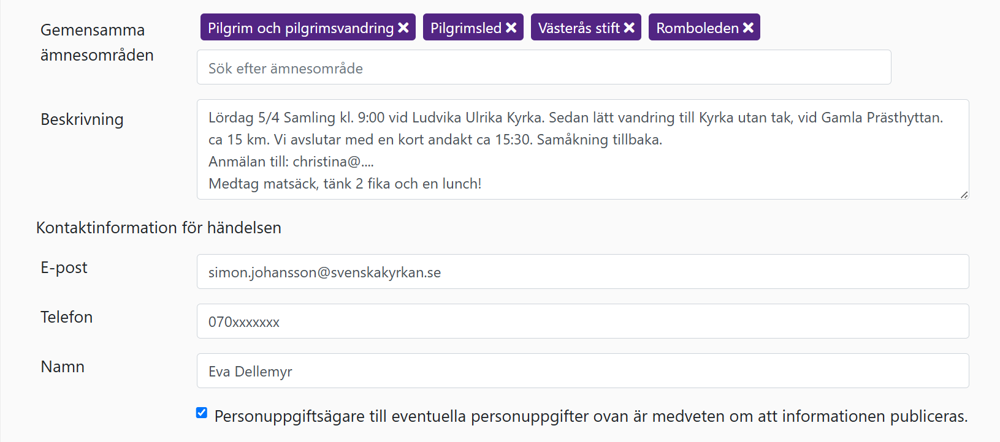 Gemensamma ämnesområden
Pilgrim och pilgrimsvandring Pilgrimsled Västerås stift Romboleden
Sök efter ämnesområde
Beskrivning
Lördag 5/4 Samling kl. 9:00 vid Ludvika Ulrika Kyrka. Sedan lätt vandring till Kyrka utan tak, vid Gamla Prästhyttan.
ca 15 km. Vi avslutar med en kort andakt ca 15:30. Samåkning tillbaka.
Anmälan till: christina@....
Medtag matsäck, tänk 2 fika och en lunch!
Kontaktinformation för händelsen
E-post
simon.johansson@svenskakyrkan.se
Telefon
070xxxxxxx
Namn
Eva Dellemyr
Personuppgiftsägare till eventuella personuppgifter ovan är medveten om att informationen publiceras.